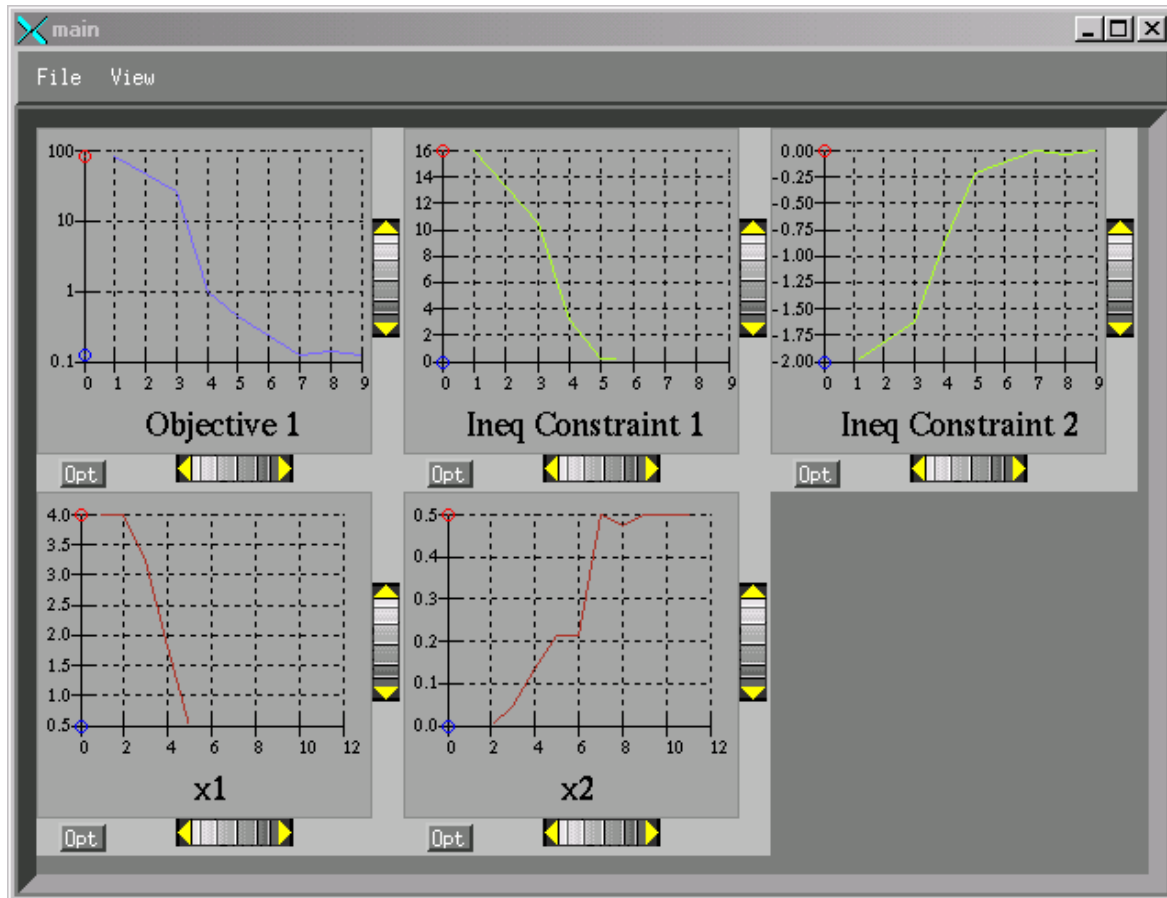 main
File View
100
10
1
0.1
0 1 2 3 4 5 6 7 8 9
Objective 1
Opt
16
14
12
10
8
6
4
2
0
0 1 2 3 4 5 6 7 8 9
Ineq Constraint 1
Opt
0.00
-0.25
-0.50
-0.75
-1.00
-1.25
-1.50
-1.75
-2.00
0 1 2 3 4 5 6 7 8 9
Ineq Constraint 2
Opt
4.0
3.5
3.0
2.5
2.0
1.5
1.0
0.5
0 2 4 6 8 10 12
x1
Opt
0.5
0.4
0.3
0.2
0.1
0.0
0 2 4 6 8 10 12
x2
Opt